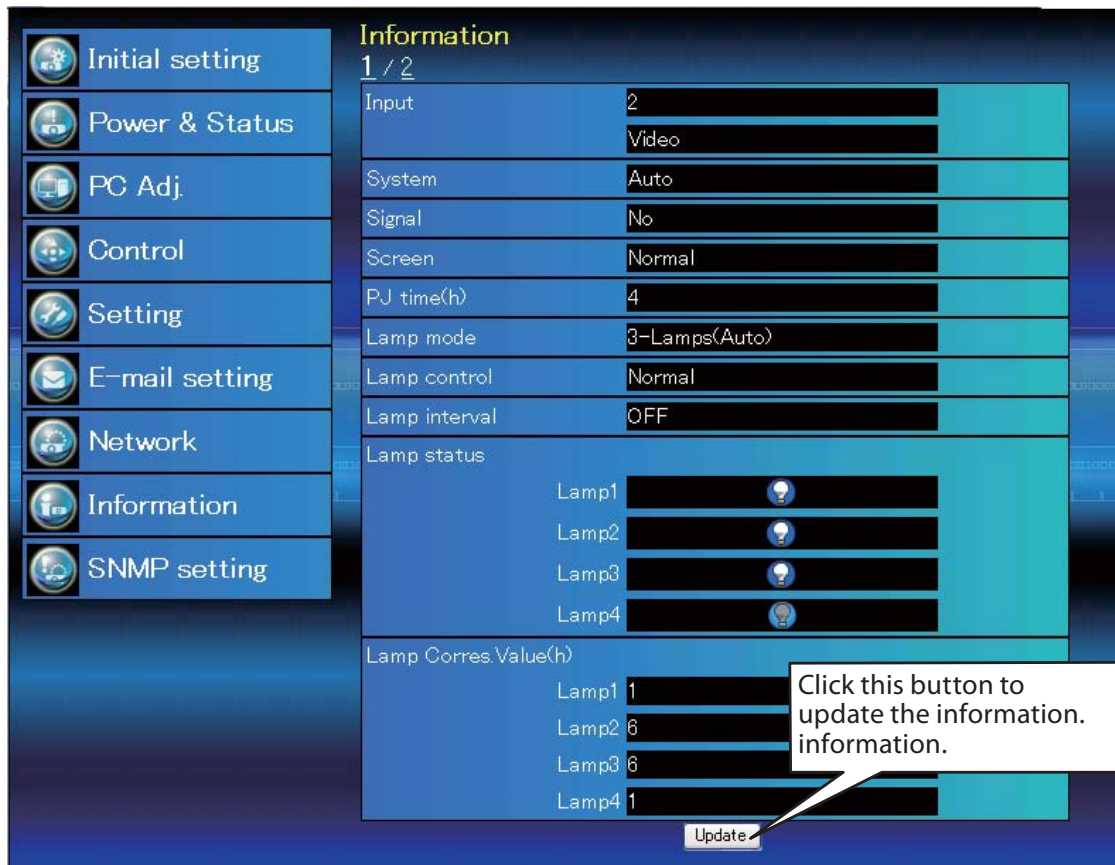 Initial setting
Power & Status
PC Adj.
Control
Setting
E-mail setting
Network
Information
SNMP setting
Information
1 / 2
Input 2
Video
System Auto
Signal No
Screen Normal
PJ time(h) 4
Lamp mode 3-Lamps(Auto)
Lamp control Normal
Lamp interval OFF
Lamp status
Lamp1
Lamp2
Lamp3
Lamp4
Lamp Corres.Value(h)
Lamp1 1
Lamp2 6
Lamp3 6
Lamp4 1
Click this button to
update the information.
information.
Update